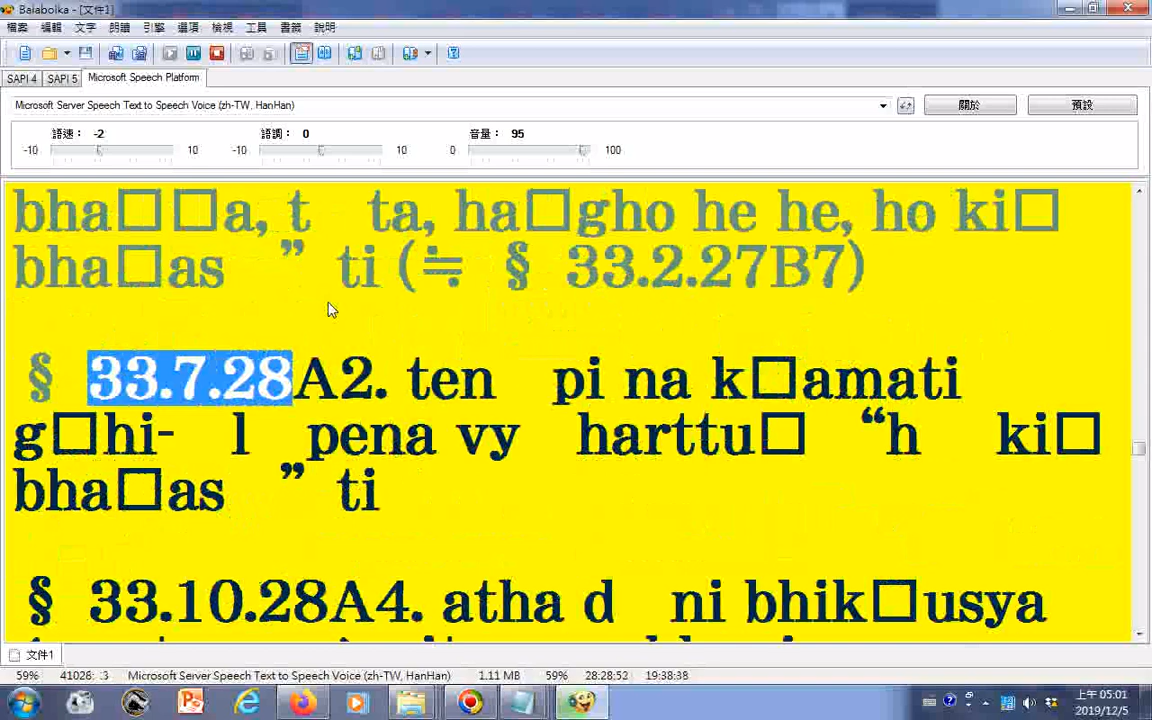 Balabolka - [文件1]
檔案 編輯 文字 朗讀 引擎 選項 檢視 工具 書籤 說明
SAPI 4 SAPI 5 Microsoft Speech Platform
Microsoft Server Speech Text to Speech Voice (zh-TW, HanHan) 關於 預設
語速： -2 語調： 0 音量： 95
-10 10 -10 10 0 100
bha□□a, t ta, ha□gho he he, ho ki□
bha□as ” ti (≒ § 33.2.27B7)
§ 33.7.28A2. ten pi na k□amati
g□hi- l pena vy harttu□ “h ki□
bha□as ” ti
§ 33.10.28A4. atha d ni bhik□usya
文件1
59% 41028: :3 Microsoft Server Speech Text to Speech Voice (zh-TW, HanHan) 1.11 MB 59% 28:28:52 19:38:38
上午 05:01
2019/12/5